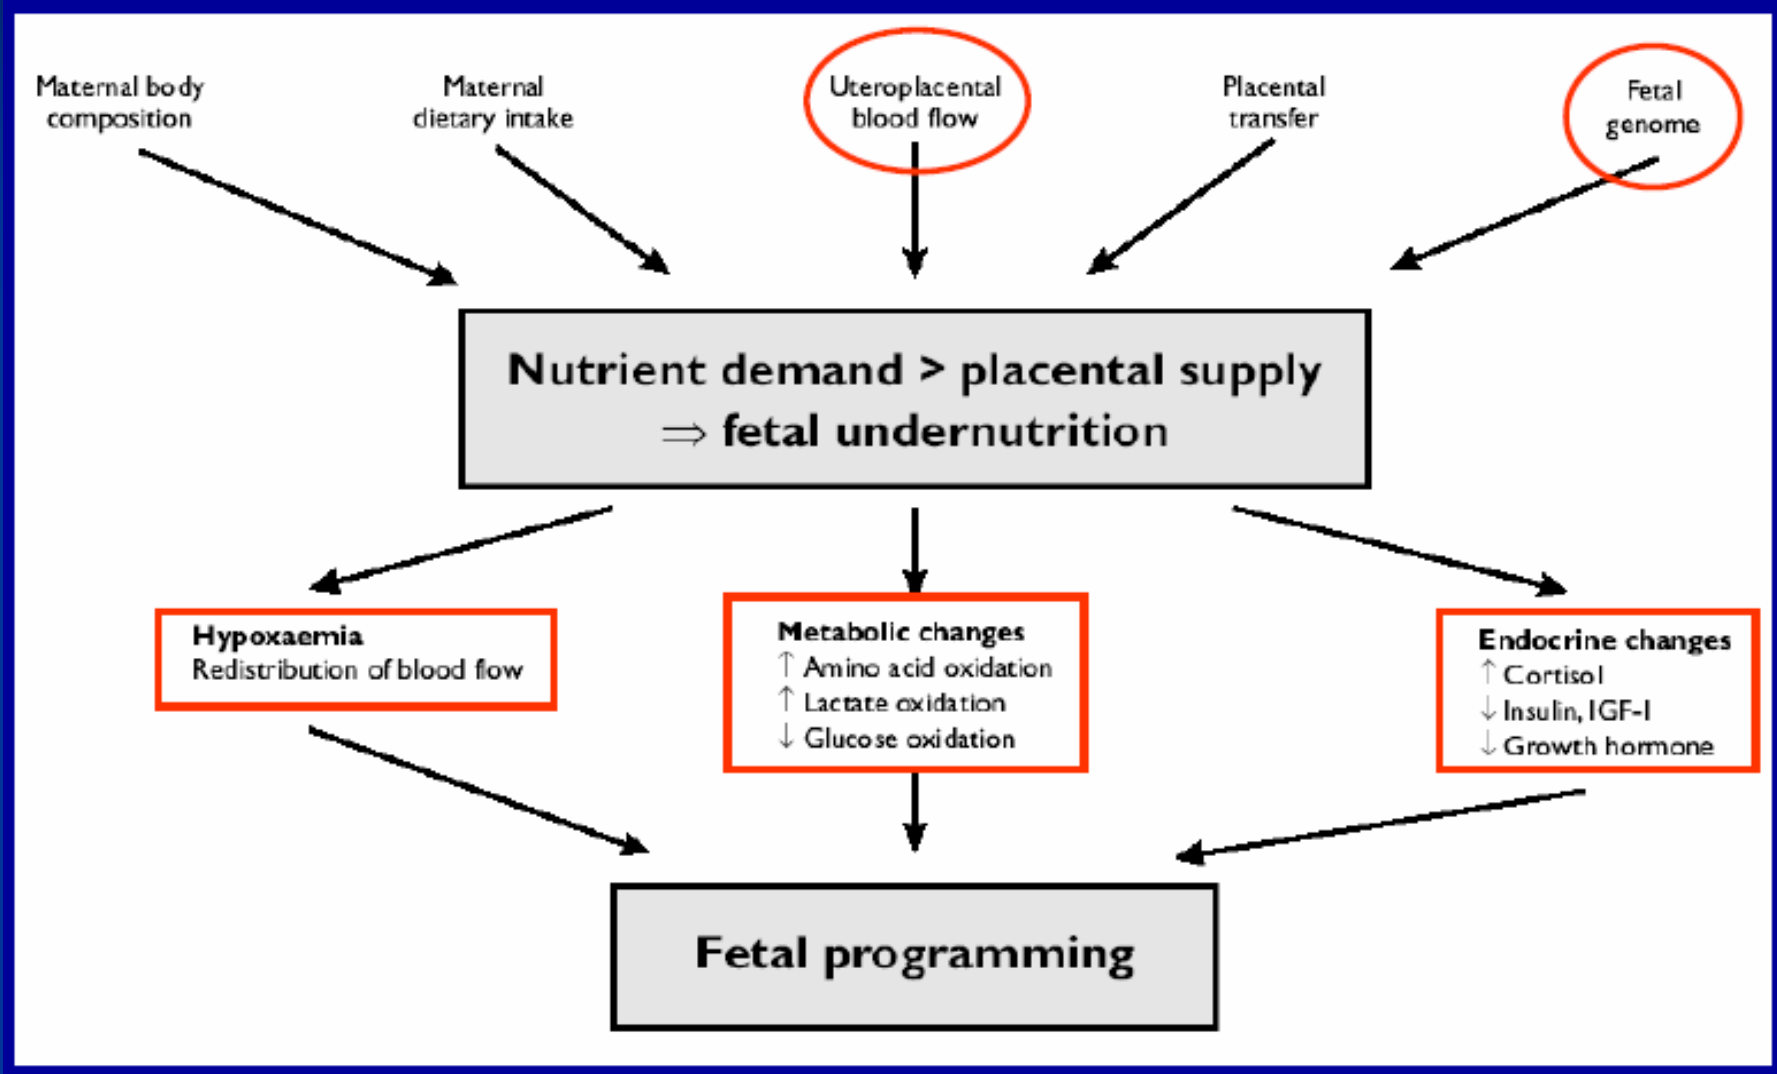 Maternal body
composition
Maternal
dietary intake
Uteroplacental
blood flow
Placental
transfer
Fetal
genome
Nutrient demand > placental supply
⇒ fetal undernutrition
Hypoxaemia
Redistribution of blood flow
Metabolic changes
↑ Amino acid oxidation
↑ Lactate oxidation
↓ Glucose oxidation
Endocrine changes
↑ Cortisol
↓ Insulin, IGF-I
↓ Growth hormone
Fetal programming